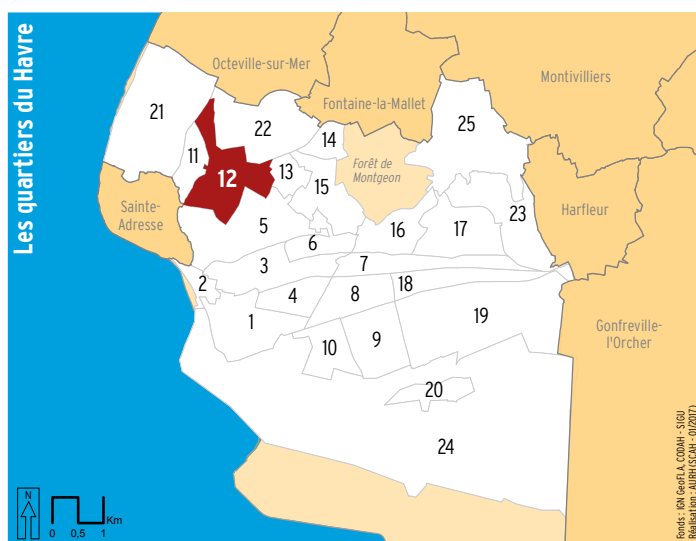 Les quartiers du Havre
Octeville-sur-Mer
Montivilliers
Fontaine-la-Mallet
21
22
14
25
11
12
13
15
Forêt de
Montgeon
Sainte-
Adresse
Harfleur
5
16
17
23
6
3
7
2
8
18
4
1
19
10
9
Gonfreville-
l'Orcher
20
24
N
0 0,5 1 Km
Fonds : IGN GeoFLA, CODAH - SIGU
Réalisation : AURH (SCAH - 01/2017)